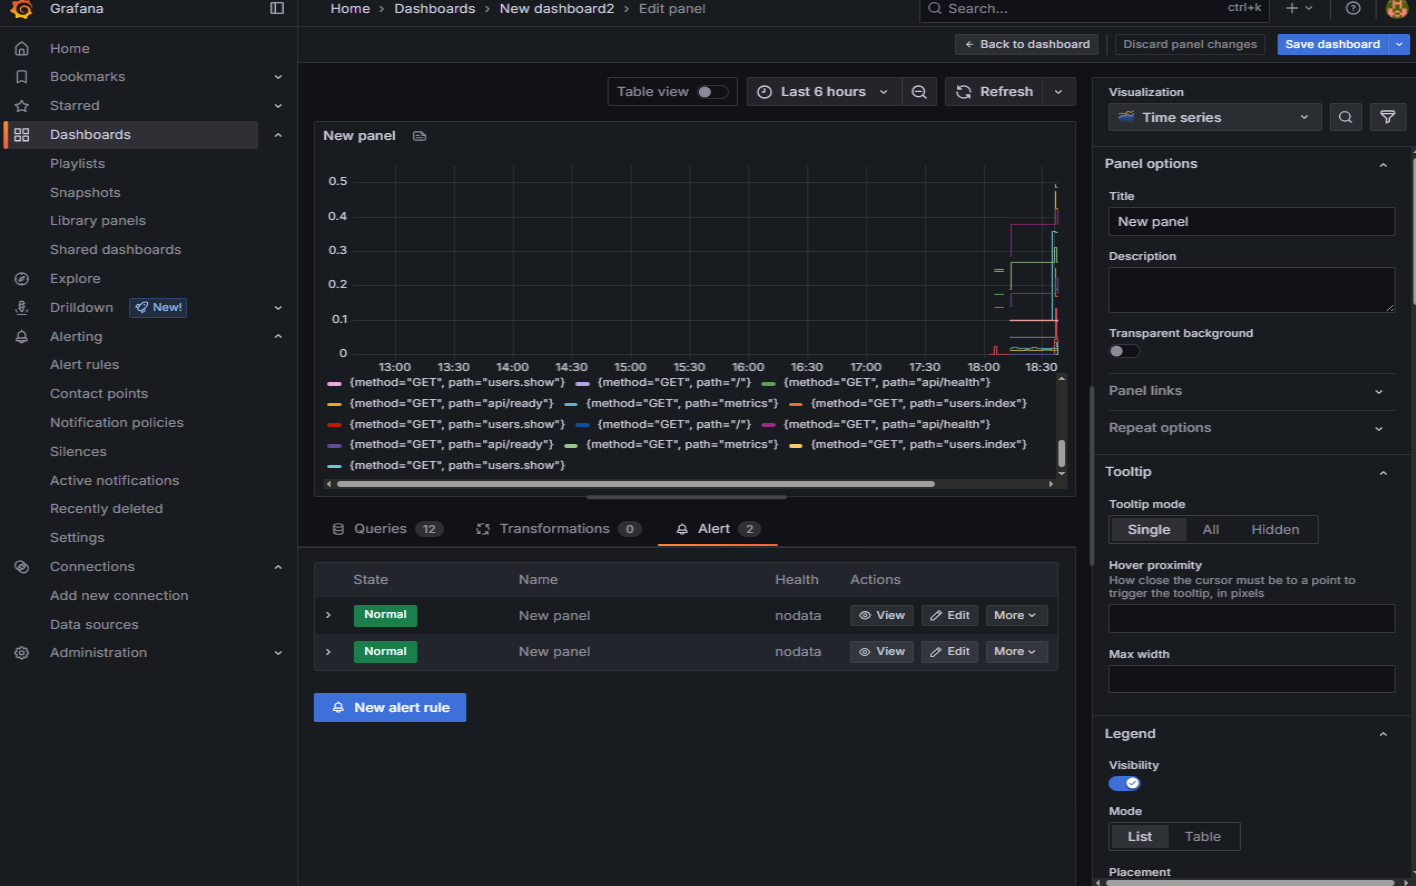 Grafana
Home › Dashboards › New dashboard2 › Edit panel
Search...
ctrl+k
Back to dashboard
Discard panel changes
Save dashboard
Home
Bookmarks
Starred
Dashboards
Playlists
Snapshots
Library panels
Shared dashboards
Explore
Drilldown
New!
Alerting
Alert rules
Contact points
Notification policies
Silences
Active notifications
Recently deleted
Settings
Connections
Add new connection
Data sources
Administration
Table view
Last 6 hours
Refresh
New panel
0.5
0.4
0.3
0.2
0.1
0
13:00 13:30 14:00 14:30 15:00 15:30 16:00 16:30 17:00 17:30 18:00 18:30
{method="GET", path="users.show"} {method="GET", path="/"} {method="GET", path="api/health"}
{method="GET", path="api/ready"} {method="GET", path="metrics"} {method="GET", path="users.index"}
{method="GET", path="users.show"} {method="GET", path="/"} {method="GET", path="api/health"}
{method="GET", path="api/ready"} {method="GET", path="metrics"} {method="GET", path="users.index"}
{method="GET", path="users.show"}
Queries 12
Transformations 0
Alert 2
State Name Health Actions
Normal New panel nodata View Edit More
Normal New panel nodata View Edit More
New alert rule
Visualization
Time series
Panel options
Title
New panel
Description
Transparent background
Panel links
Repeat options
Tooltip
Tooltip mode
Single All Hidden
Hover proximity
How close the cursor must be to a point to
trigger the tooltip, in pixels
Max width
Legend
Visibility
Mode
List Table
Placement